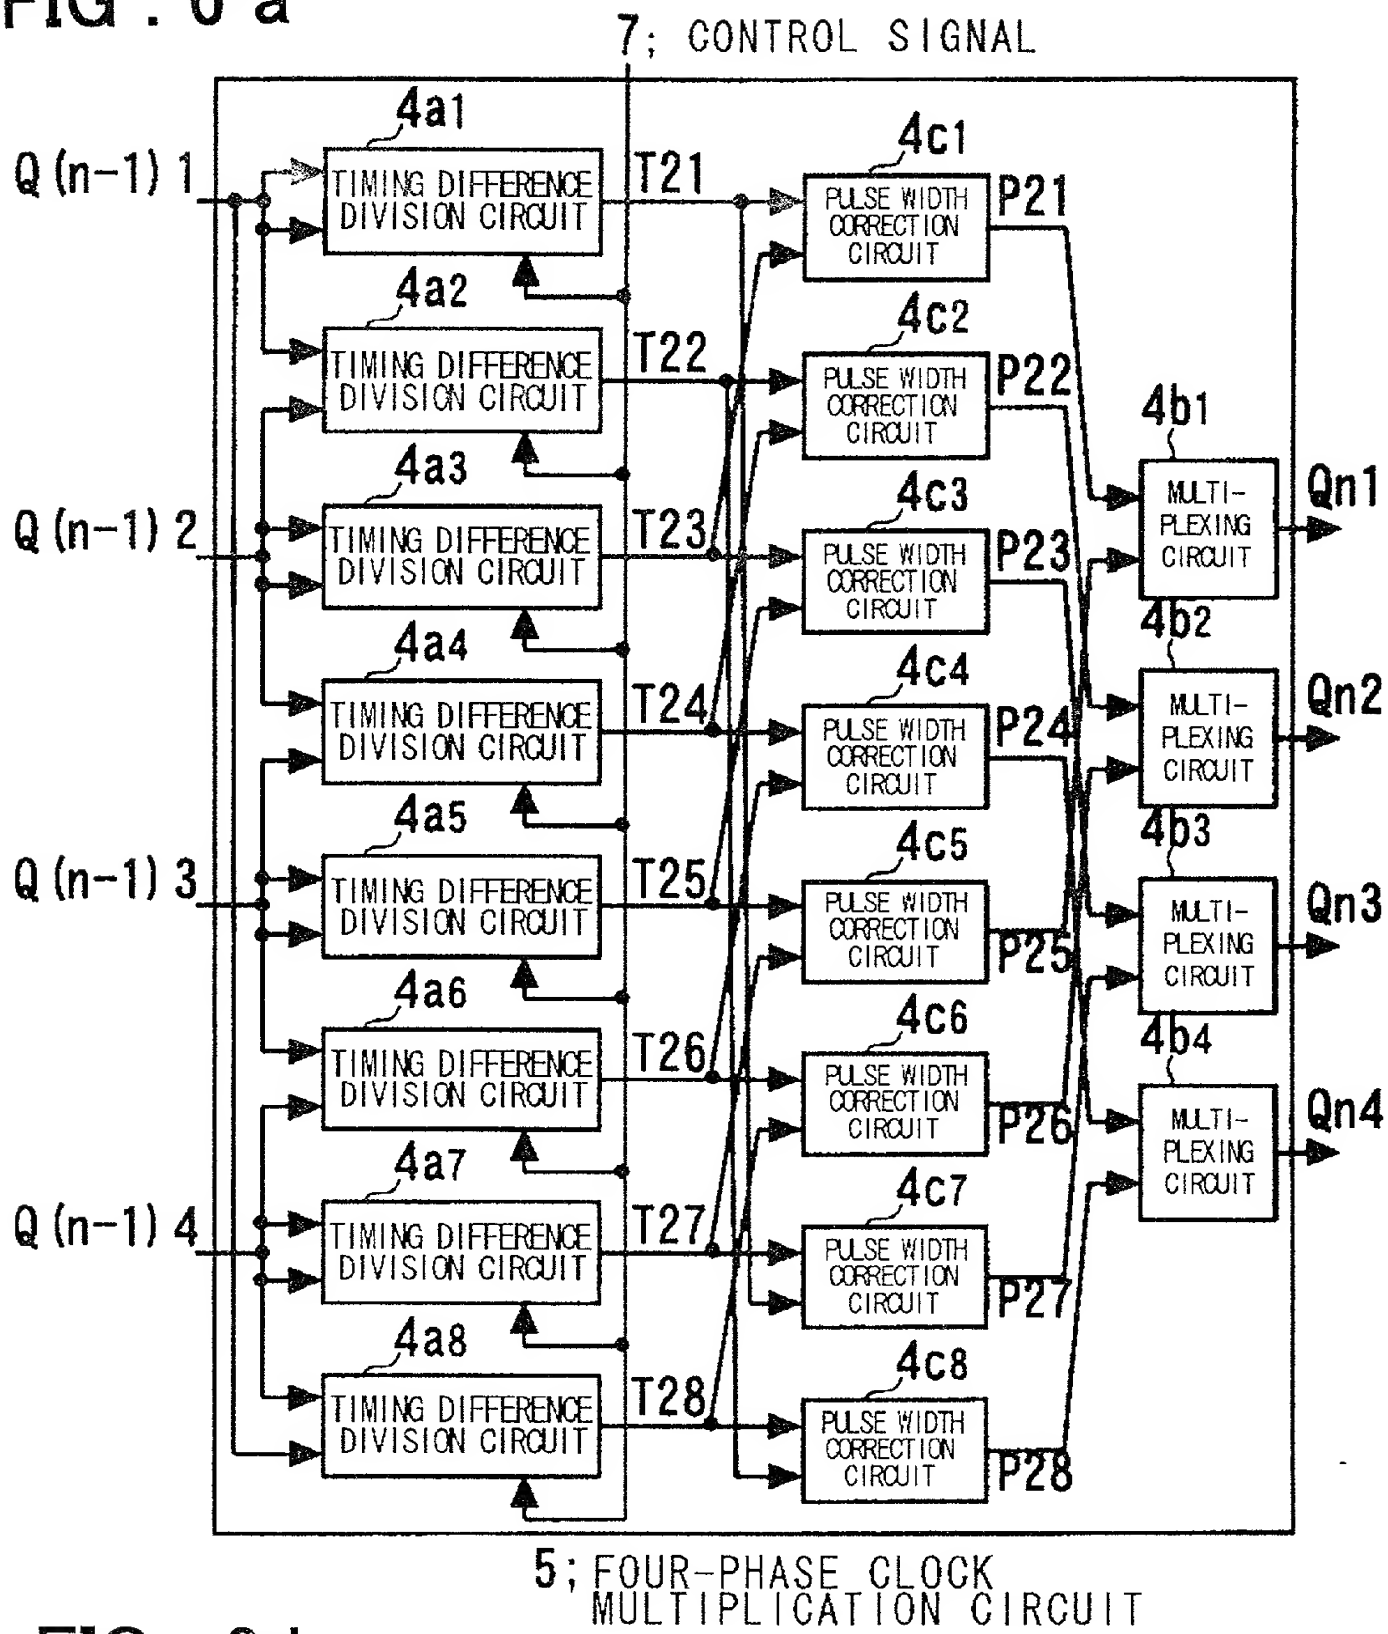 FIG. 6a
7; CONTROL SIGNAL
4a1
Q(n-1)1
TIMING DIFFERENCE
DIVISION CIRCUIT
T21
4c1
PULSE WIDTH
CORRECTION
CIRCUIT
P21
4a2
TIMING DIFFERENCE
DIVISION CIRCUIT
T22
4c2
PULSE WIDTH
CORRECTION
CIRCUIT
P22
4a3
Q(n-1)2
TIMING DIFFERENCE
DIVISION CIRCUIT
T23
4c3
PULSE WIDTH
CORRECTION
CIRCUIT
P23
4a4
TIMING DIFFERENCE
DIVISION CIRCUIT
T24
4c4
PULSE WIDTH
CORRECTION
CIRCUIT
P24
4a5
Q(n-1)3
TIMING DIFFERENCE
DIVISION CIRCUIT
T25
4c5
PULSE WIDTH
CORRECTION
CIRCUIT
P25
4a6
TIMING DIFFERENCE
DIVISION CIRCUIT
T26
4c6
PULSE WIDTH
CORRECTION
CIRCUIT
P26
4a7
Q(n-1)4
TIMING DIFFERENCE
DIVISION CIRCUIT
T27
4c7
PULSE WIDTH
CORRECTION
CIRCUIT
P27
4a8
TIMING DIFFERENCE
DIVISION CIRCUIT
T28
4c8
PULSE WIDTH
CORRECTION
CIRCUIT
P28
4b1
MULTI-
PLEXING
CIRCUIT
Qn1
4b2
MULTI-
PLEXING
CIRCUIT
Qn2
4b3
MULTI-
PLEXING
CIRCUIT
Qn3
4b4
MULTI-
PLEXING
CIRCUIT
Qn4
5; FOUR-PHASE CLOCK
MULTIPLICATION CIRCUIT